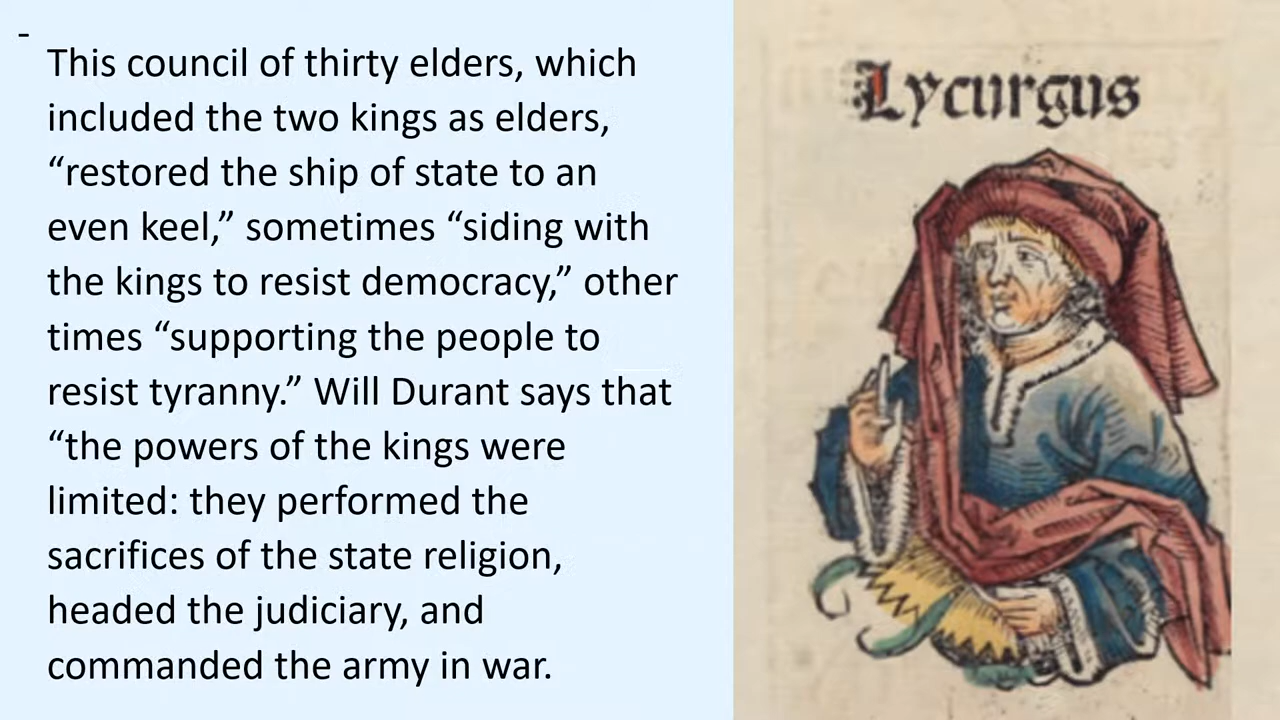 -
This council of thirty elders, which
included the two kings as elders,
“restored the ship of state to an
even keel,” sometimes “siding with
the kings to resist democracy,” other
times “supporting the people to
resist tyranny.” Will Durant says that
“the powers of the kings were
limited: they performed the
sacrifices of the state religion,
headed the judiciary, and
commanded the army in war.
Lycurgus